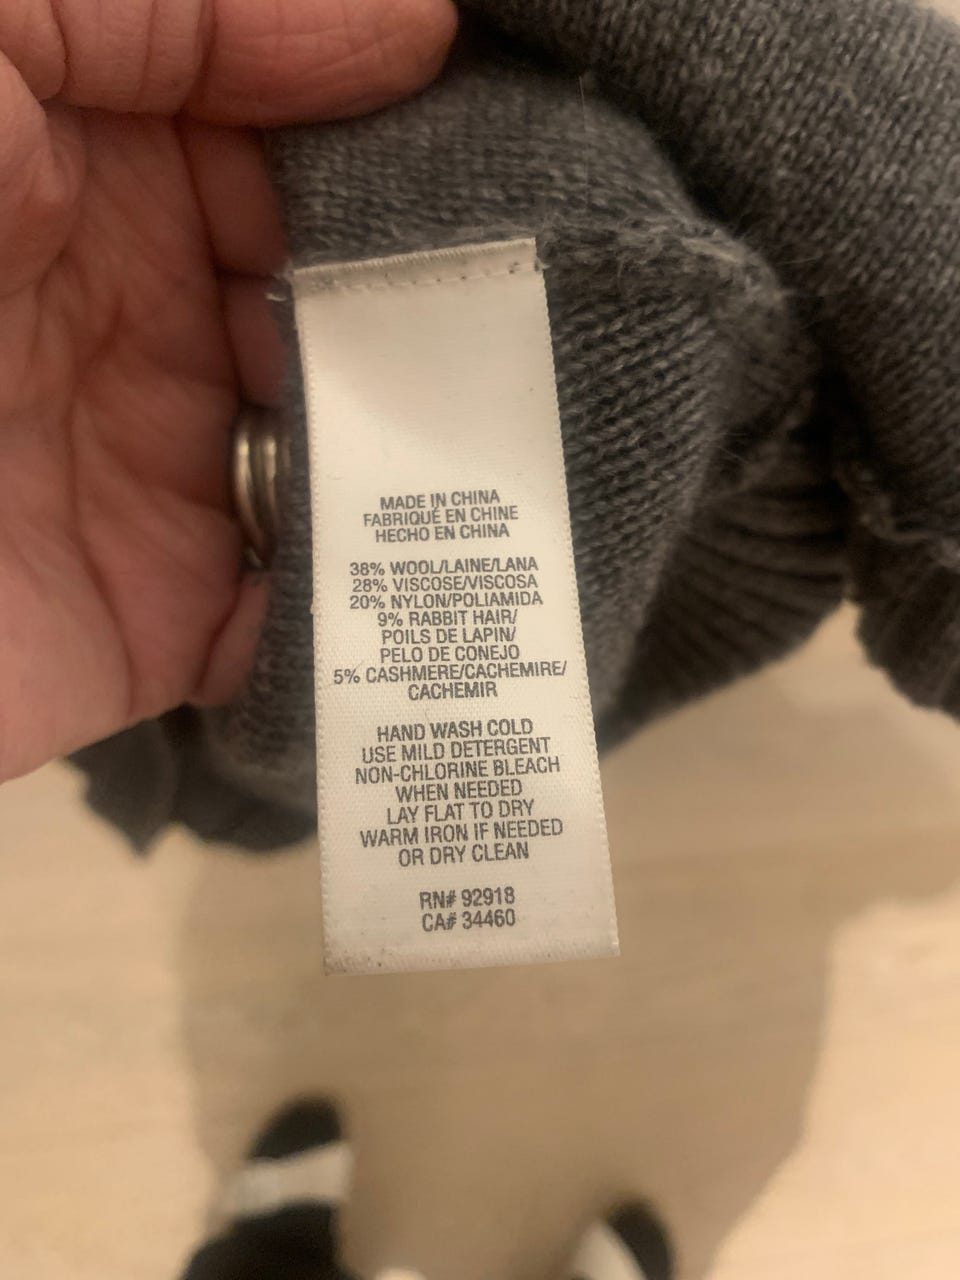 MADE IN CHINA
FABRIQUÉ EN CHINE
HECHO EN CHINA
38% WOOL/LAINE/LANA
28% VISCOSE/VISCOSA
20% NYLON/POLIAMIDA
9% RABBIT HAIR/
POILS DE LAPIN/
PELO DE CONEJO
5% CASHMERE/CACHEMIRE/
CACHEMIR
HAND WASH COLD
USE MILD DETERGENT
NON-CHLORINE BLEACH
WHEN NEEDED
LAY FLAT TO DRY
WARM IRON IF NEEDED
OR DRY CLEAN
RN# 92918
CA# 34460